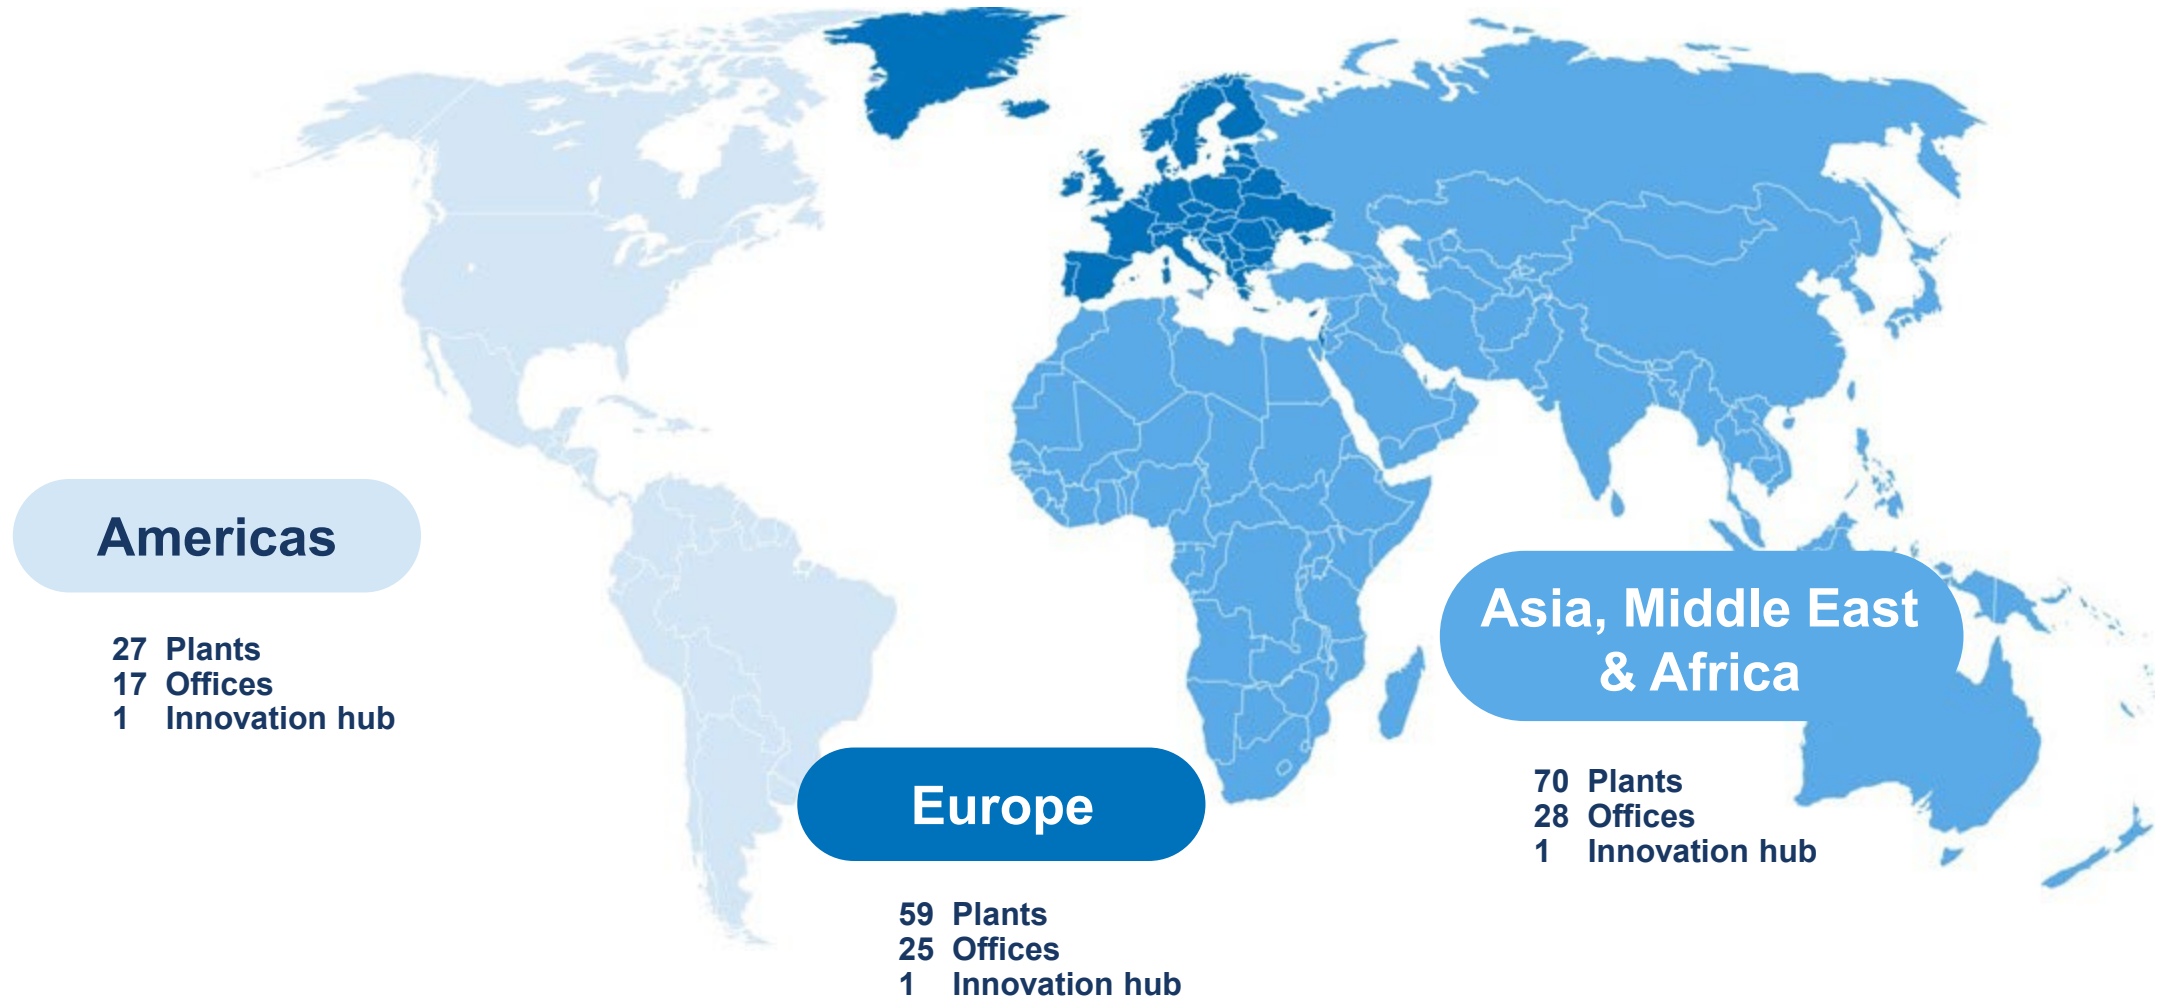 Americas
27 Plants
17 Offices
1 Innovation hub
Europe
59 Plants
25 Offices
1 Innovation hub
Asia, Middle East
& Africa
70 Plants
28 Offices
1 Innovation hub